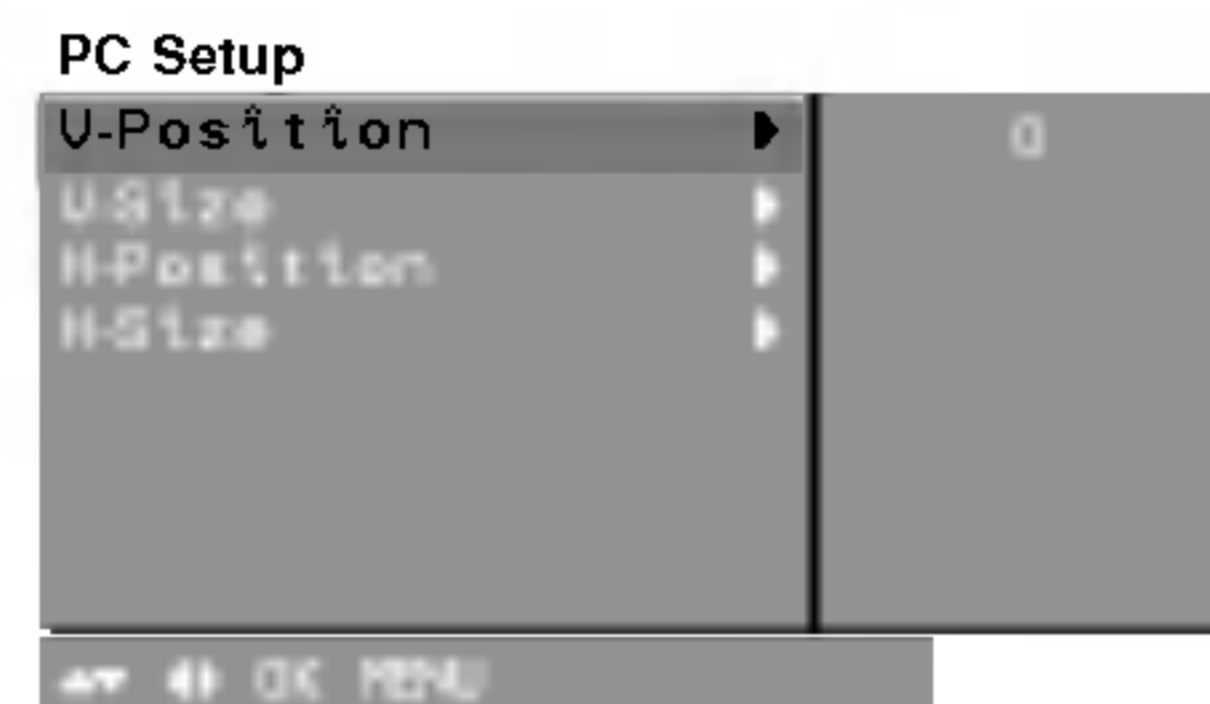 PC Setup
V-Position ▶ 0
V-Size ▶
H-Position ▶
H-Size ▶
▲▼ ◀▶ OK MENU